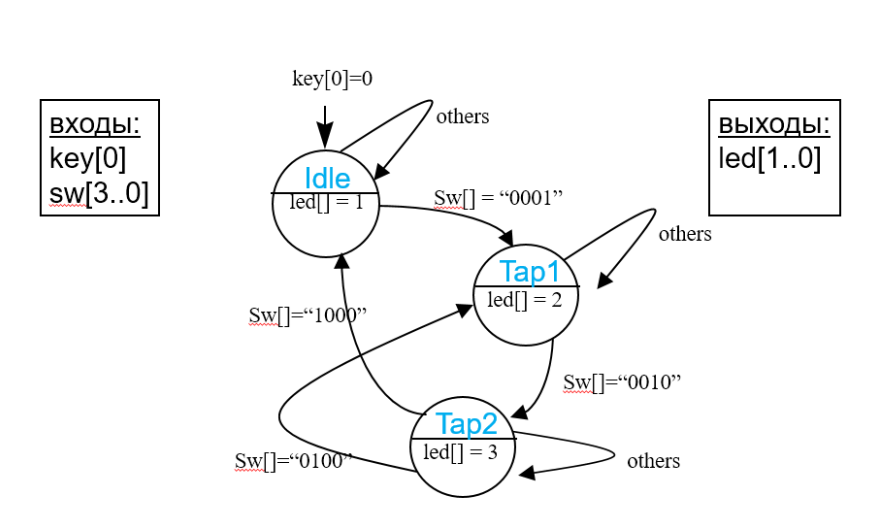 key[0]=0
входы:
key[0]
sw[3..0]
others
выходы:
led[1..0]
Idle
led[] = 1
Sw[] = “0001”
others
Tap1
led[] = 2
Sw[]=“1000”
Sw[]=“0010”
Tap2
led[] = 3
Sw[]=“0100”
others